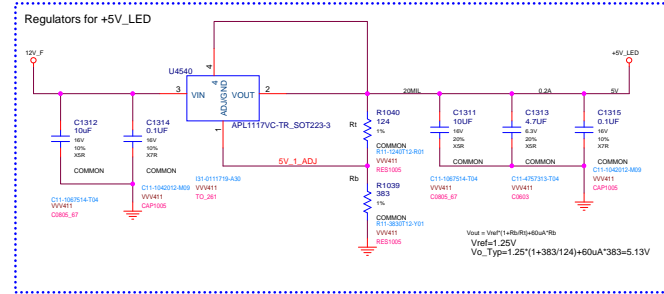 Regulators for +5V_LED
12V_F
+5V_LED
U4540
4
4
3
VIN
VOUT
2
ADJ/GND
1
APL1117VC-TR_SOT223-3
20MIL
0.2A
5V
C1312
10uF
16V
10%
X5R
COMMON
C11-1067514-T04
VVV411
C0805_67
C1314
0.1UF
16V
10%
X7R
COMMON
C11-1042012-M09
VVV411
CAP1005
I31-0111719-A30
VVV411
TO_261
5V_1_ADJ
Rt
R1040
124
1%
COMMON
R11-1240T12-R01
VVV411
RES1005
Rb
R1039
383
1%
COMMON
R11-3830T12-Y01
VVV411
RES1005
C1311
10UF
16V
20%
X5R
COMMON
C11-1067514-T04
VVV411
C0805_67
C1313
4.7UF
6.3V
20%
X5R
COMMON
C11-4757313-T04
VVV411
C0603
C1315
0.1UF
16V
10%
X7R
COMMON
C11-1042012-M09
VVV411
CAP1005
Vout = Vref*(1+Rb/Rt)+60uA*Rb
Vref=1.25V
Vo_Typ=1.25*(1+383/124)+60uA*383=5.13V